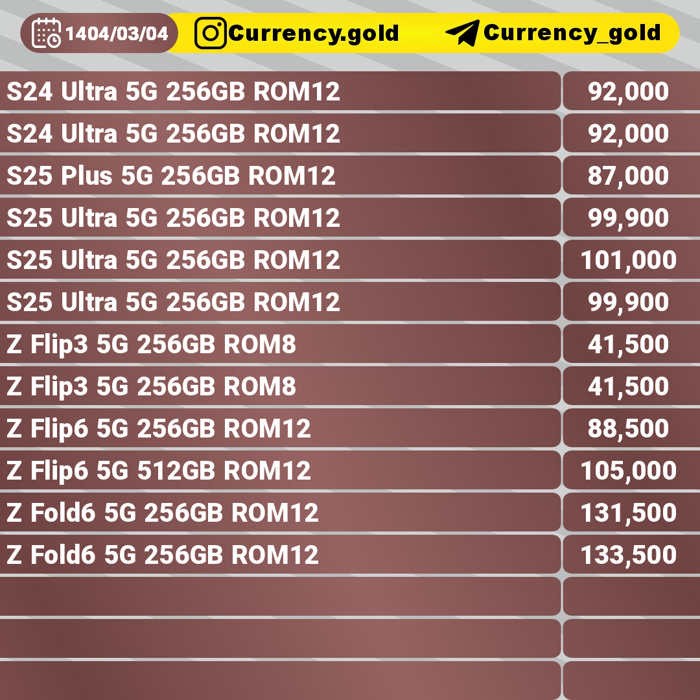 1404/03/04 Currency.gold Currency_gold
S24 Ultra 5G 256GB ROM12 92,000
S24 Ultra 5G 256GB ROM12 92,000
S25 Plus 5G 256GB ROM12 87,000
S25 Ultra 5G 256GB ROM12 99,900
S25 Ultra 5G 256GB ROM12 101,000
S25 Ultra 5G 256GB ROM12 99,900
Z Flip3 5G 256GB ROM8 41,500
Z Flip3 5G 256GB ROM8 41,500
Z Flip6 5G 256GB ROM12 88,500
Z Flip6 5G 512GB ROM12 105,000
Z Fold6 5G 256GB ROM12 131,500
Z Fold6 5G 256GB ROM12 133,500